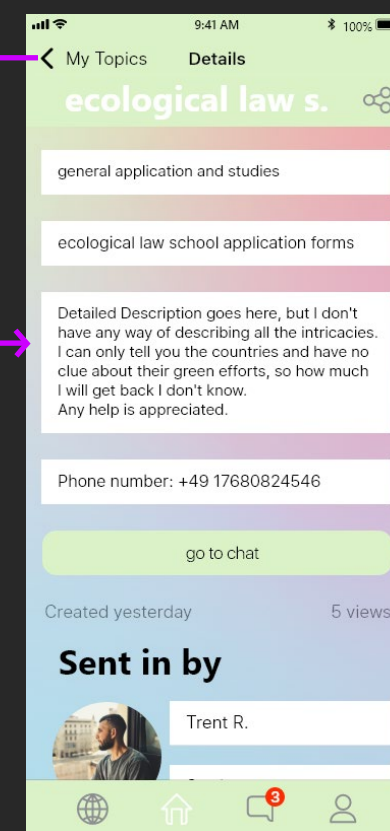 9:41 AM
100%
My Topics
Details
ecological law s.
general application and studies
ecological law school application forms
Detailed Description goes here, but I don't
have any way of describing all the intricacies.
I can only tell you the countries and have no
clue about their green efforts, so how much
I will get back I don't know.
Any help is appreciated.
Phone number: +49 17680824546
go to chat
Created yesterday
5 views
Sent in by
Trent R.
3